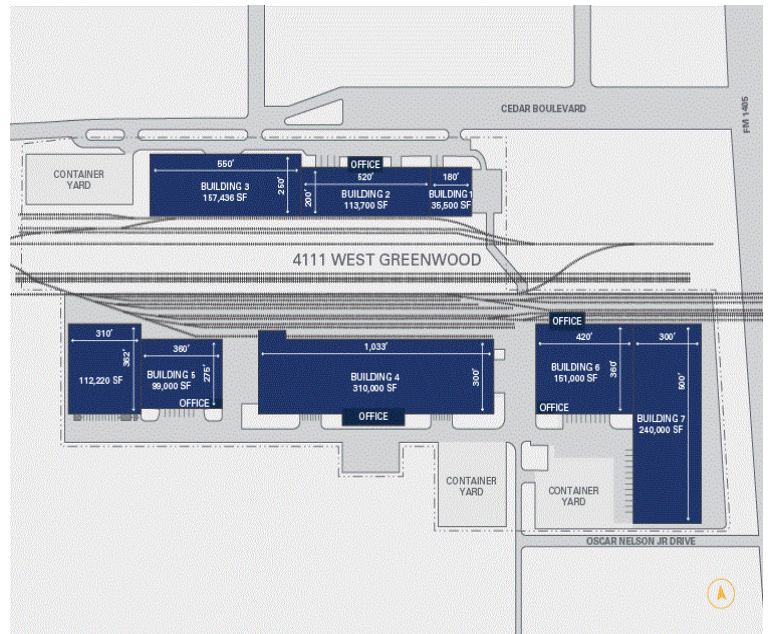 CEDAR BOULEVARD
FM 1405
CONTAINER
YARD
550'
250'
BUILDING 3
157,436 SF
OFFICE
520'
200'
BUILDING 2
113,700 SF
180'
BUILDING 1
35,500 SF
4111 WEST GREENWOOD
310'
362'
112,220 SF
360'
275'
BUILDING 5
99,000 SF
OFFICE
1,033'
300'
BUILDING 4
310,000 SF
OFFICE
OFFICE
420'
360'
BUILDING 6
151,000 SF
OFFICE
300'
BUILDING 7
240,000 SF
CONTAINER
YARD
CONTAINER
YARD
OSCAR NELSON JR DRIVE